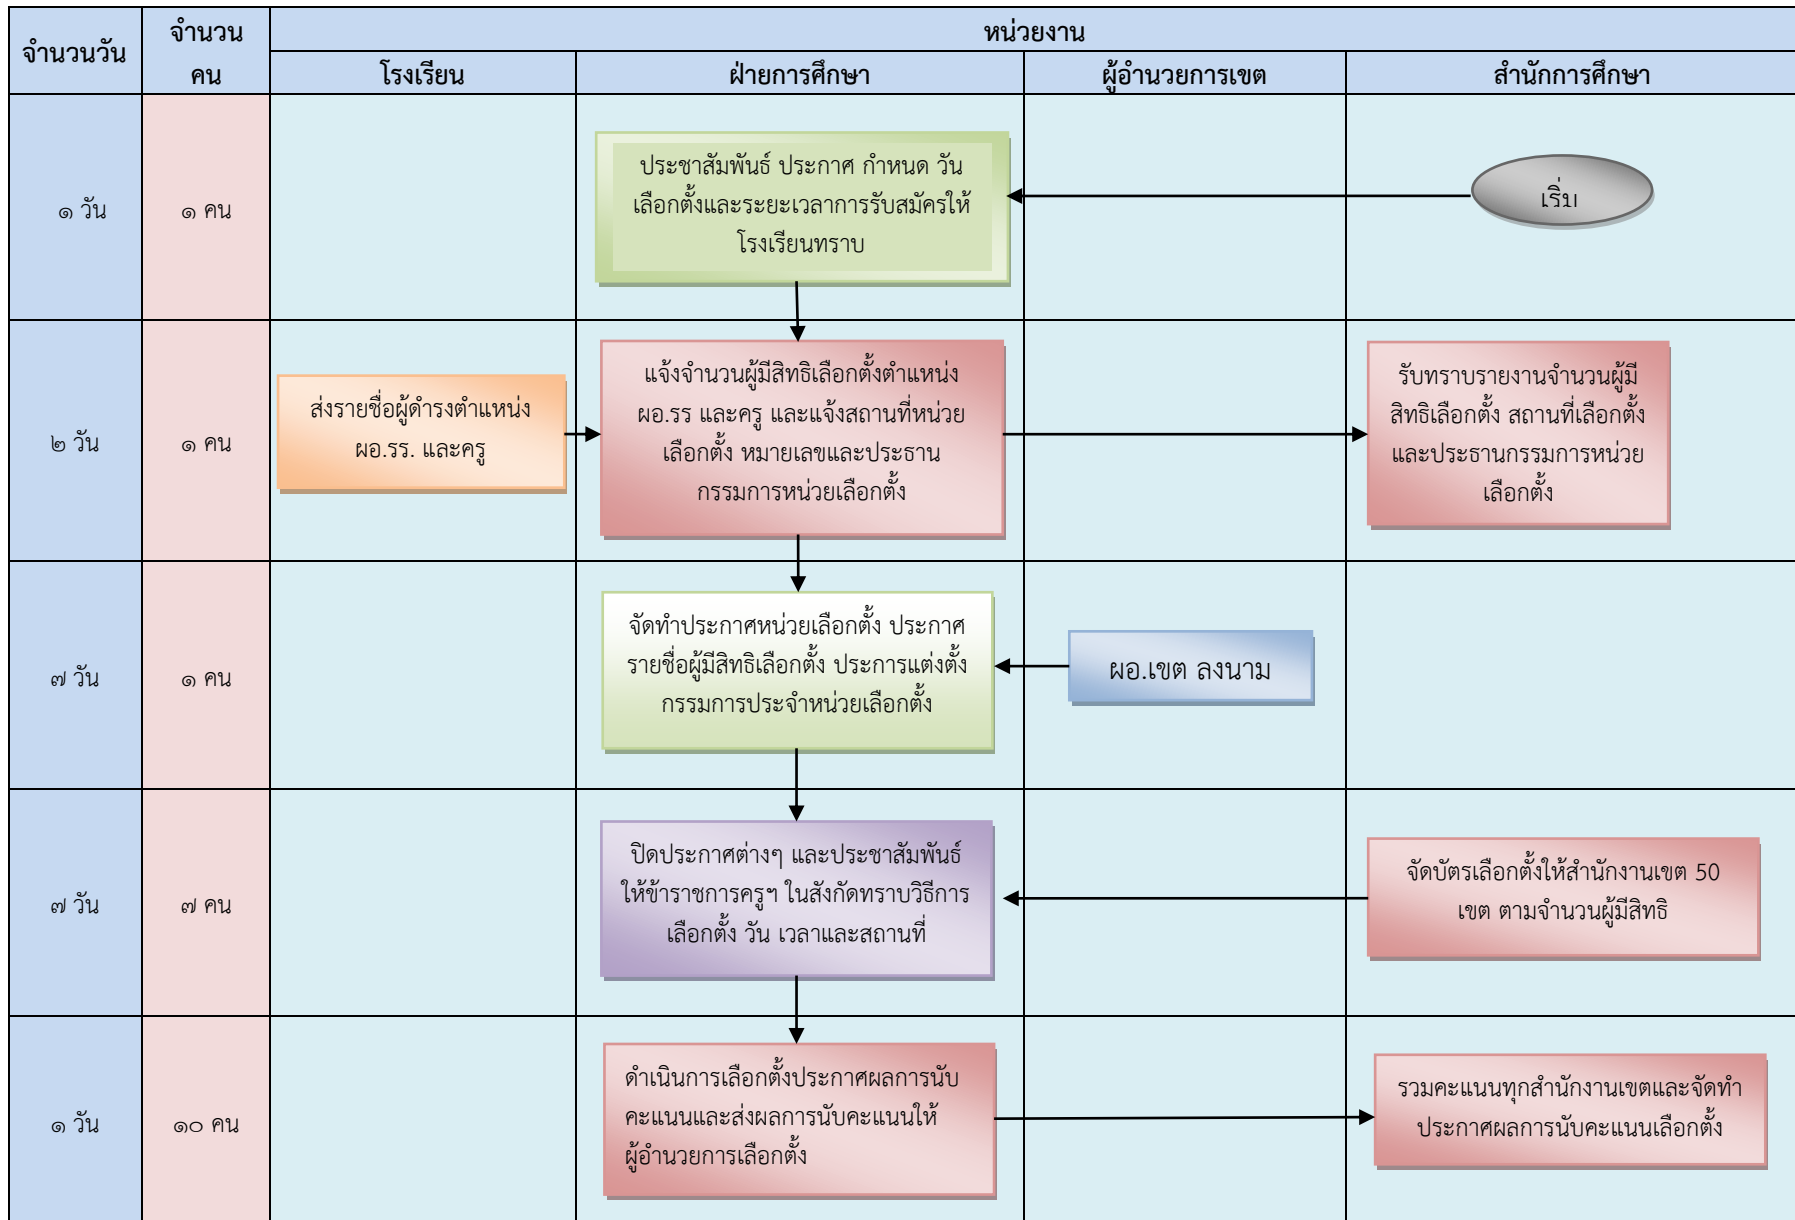 จำนวนวัน
จำนวน
คน
หน่วยงาน
โรงเรียน
ฝ่ายการศึกษา
ผู้อำนวยการเขต
สำนักการศึกษา
๑ วัน
๑ คน
ประชาสัมพันธ์ ประกาศ กำหนด วัน
เลือกตั้งและระยะเวลาการรับสมัครให้
โรงเรียนทราบ
เริ่ม
๒ วัน
๑ คน
ส่งรายชื่อผู้ดำรงตำแหน่ง
ผอ.รร. และครู
แจ้งจำนวนผู้มีสิทธิเลือกตั้งตำแหน่ง
ผอ.รร และครู และแจ้งสถานที่หน่วย
เลือกตั้ง หมายเลขและประธาน
กรรมการหน่วยเลือกตั้ง
รับทราบรายงานจำนวนผู้มี
สิทธิเลือกตั้ง สถานที่เลือกตั้ง
และประธานกรรมการหน่วย
เลือกตั้ง
๗ วัน
๑ คน
จัดทำประกาศหน่วยเลือกตั้ง ประกาศ
รายชื่อผู้มีสิทธิเลือกตั้ง ประการแต่งตั้ง
กรรมการประจำหน่วยเลือกตั้ง
ผอ.เขต ลงนาม
๗ วัน
๗ คน
ปิดประกาศต่างๆ และประชาสัมพันธ์
ให้ข้าราชการครูฯ ในสังกัดทราบวิธีการ
เลือกตั้ง วัน เวลาและสถานที่
จัดบัตรเลือกตั้งให้สำนักงานเขต 50
เขต ตามจำนวนผู้มีสิทธิ
๑ วัน
๑๐ คน
ดำเนินการเลือกตั้งประกาศผลการนับ
คะแนนและส่งผลการนับคะแนนให้
ผู้อำนวยการเลือกตั้ง
รวมคะแนนทุกสำนักงานเขตและจัดทำ
ประกาศผลการนับคะแนนเลือกตั้ง